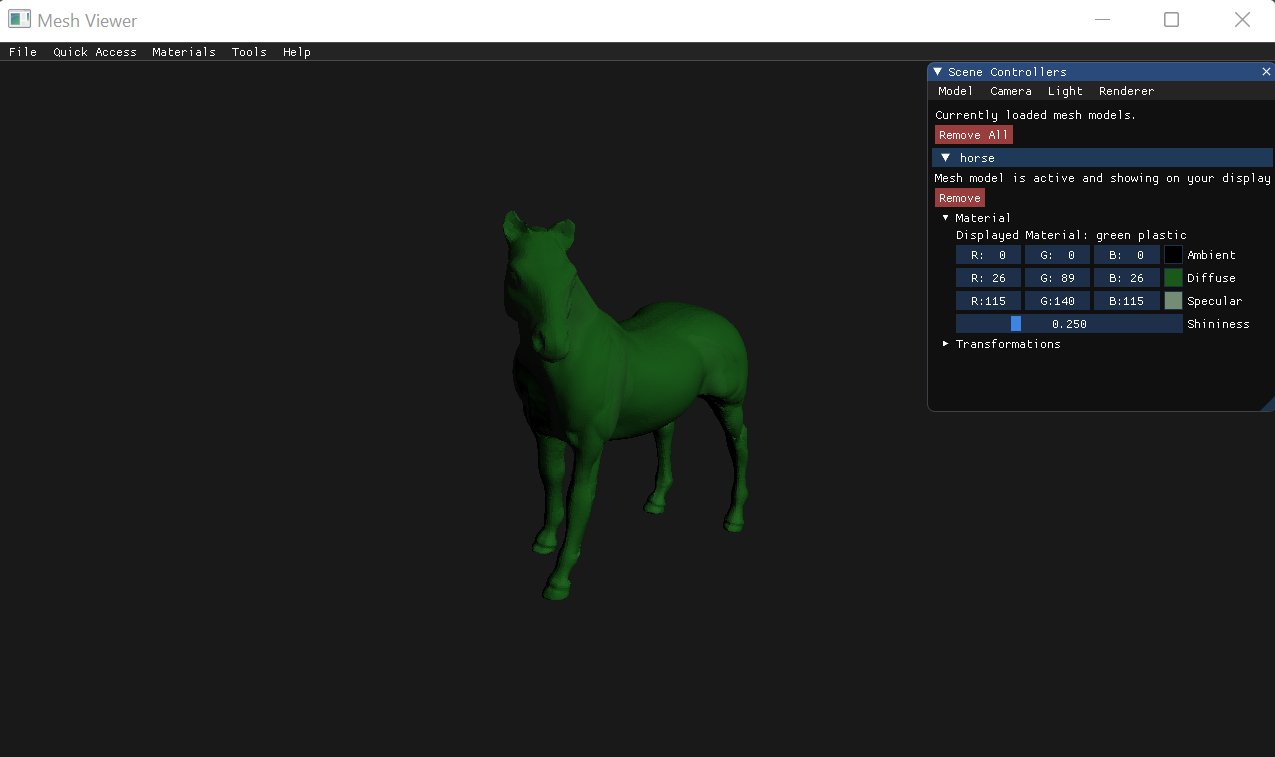 Mesh Viewer
File Quick Access Materials Tools Help
Scene Controllers
Model Camera Light Renderer
Currently loaded mesh models.
Remove All
horse
Mesh model is active and showing on your display
Remove
Material
Displayed Material: green plastic
R: 0 G: 0 B: 0 Ambient
R: 26 G: 89 B: 26 Diffuse
R:115 G:140 B:115 Specular
0.250 Shininess
Transformations